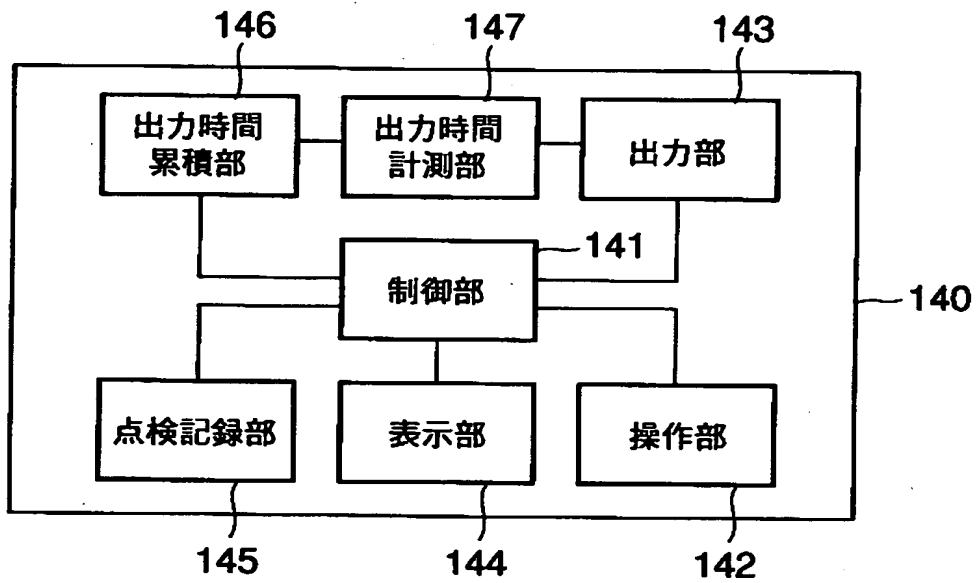 146
147
143
出力時間
累積部
出力時間
計測部
出力部
141
制御部
140
点検記録部
表示部
操作部
145
144
142